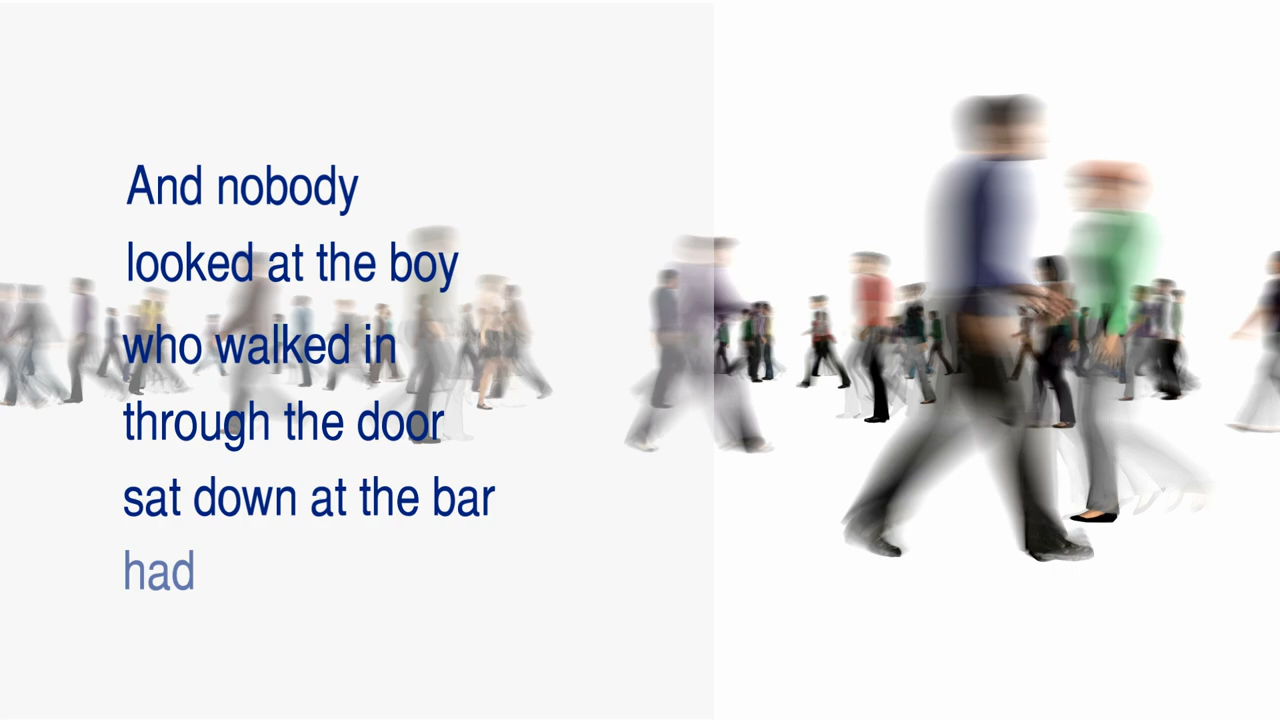 And nobody
looked at the boy
who walked in
through the door
sat down at the bar
had